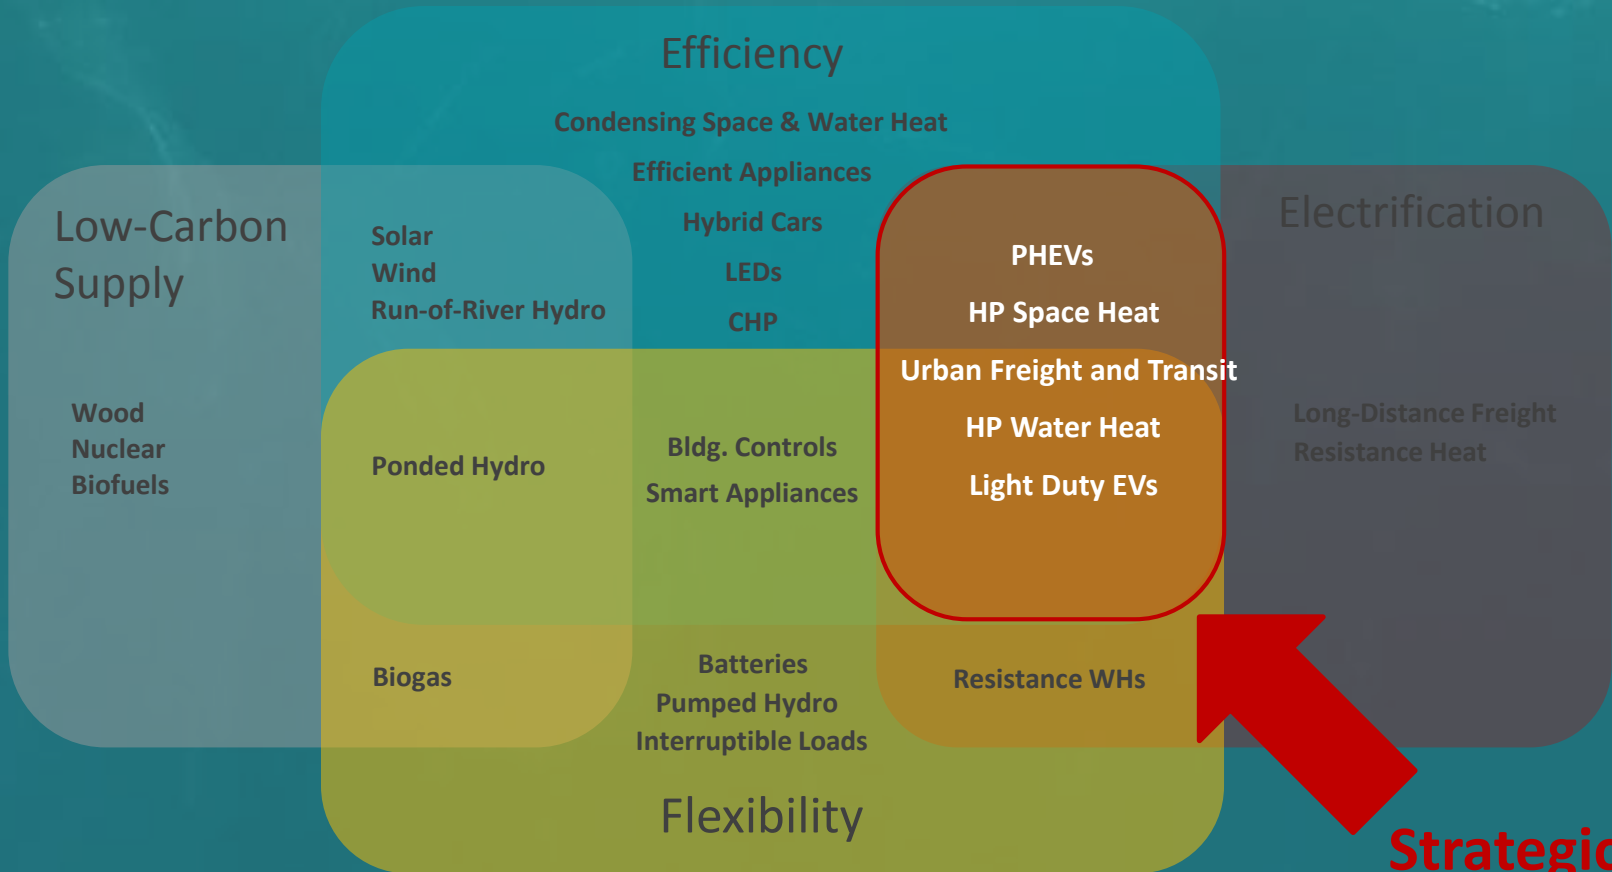 Efficiency
Condensing Space & Water Heat
Efficient Appliances
Hybrid Cars
LEDs
CHP
Low-Carbon
Supply
Solar
Wind
Run-of-River Hydro
Wood
Nuclear
Biofuels
Ponded Hydro
Bldg. Controls
Smart Appliances
PHEVs
HP Space Heat
Urban Freight and Transit
HP Water Heat
Light Duty EVs
Electrification
Long-Distance Freight
Resistance Heat
Biogas
Batteries
Pumped Hydro
Interruptible Loads
Resistance WHs
Flexibility
Strategic